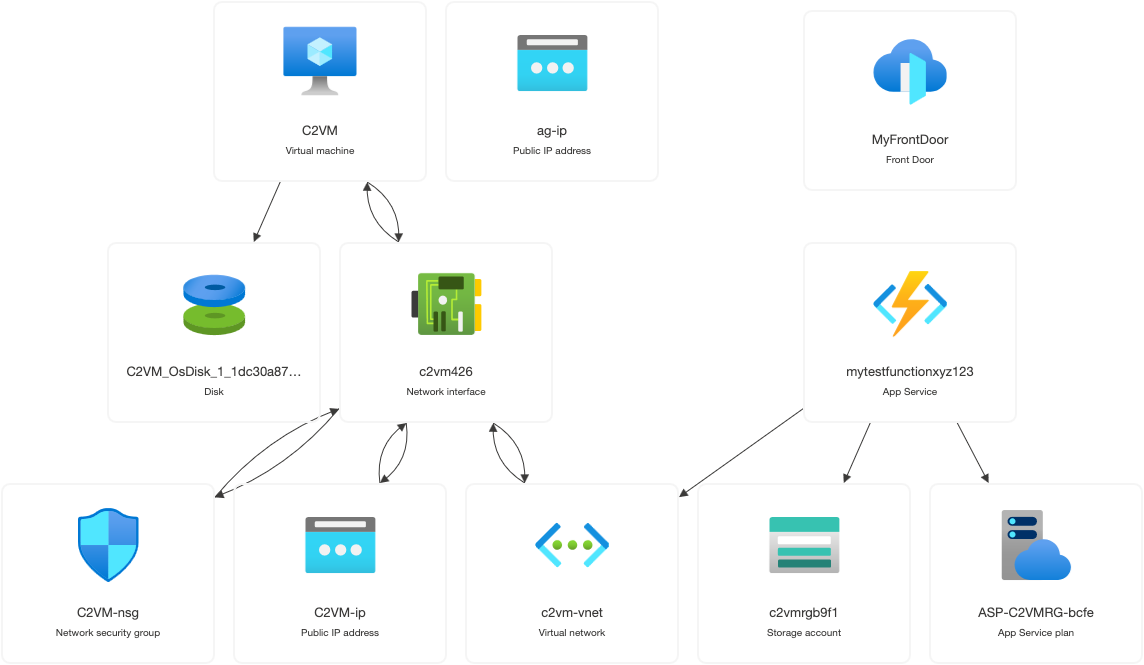 C2VM
Virtual machine
ag-ip
Public IP address
MyFrontDoor
Front Door
C2VM_OsDisk_1_1dc30a87...
Disk
c2vm426
Network interface
mytestfunctionxyz123
App Service
C2VM-nsg
Network security group
C2VM-ip
Public IP address
c2vm-vnet
Virtual network
c2vmrgb9f1
Storage account
ASP-C2VMRG-bcfe
App Service plan